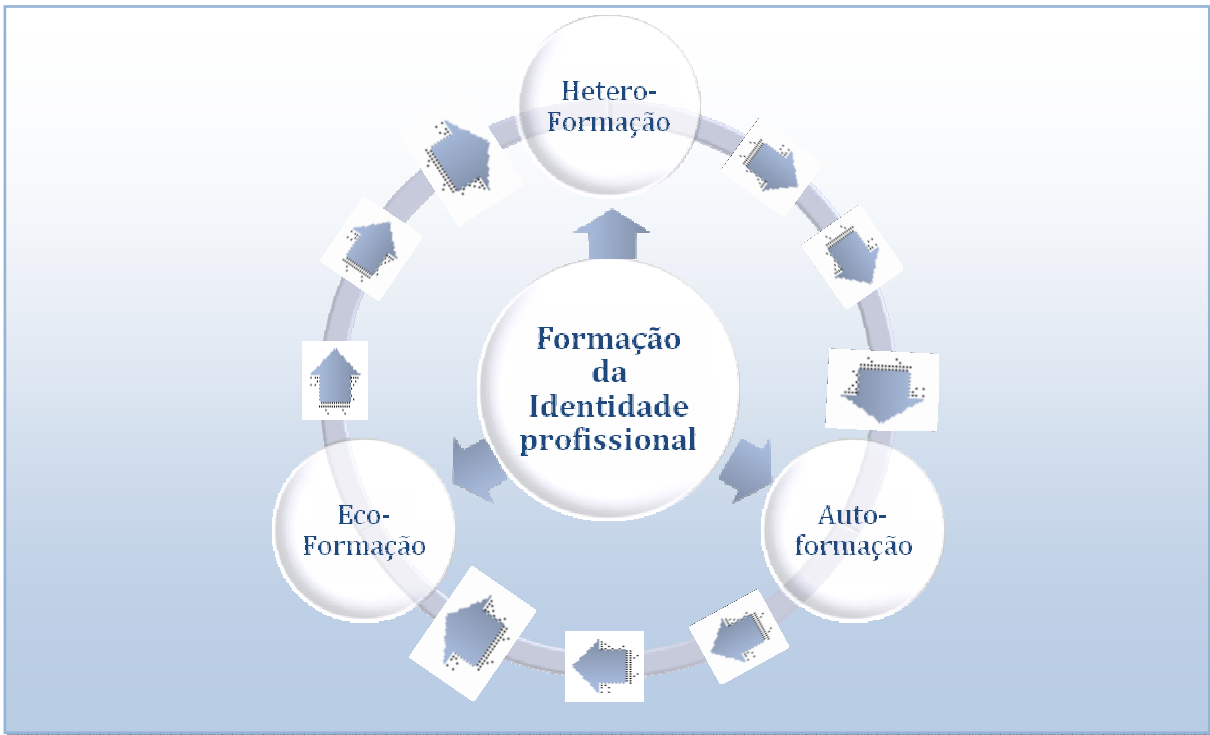 Hetero-
Formação
Formação
da
Identidade
profissional
Eco-
Formação
Auto-
formação